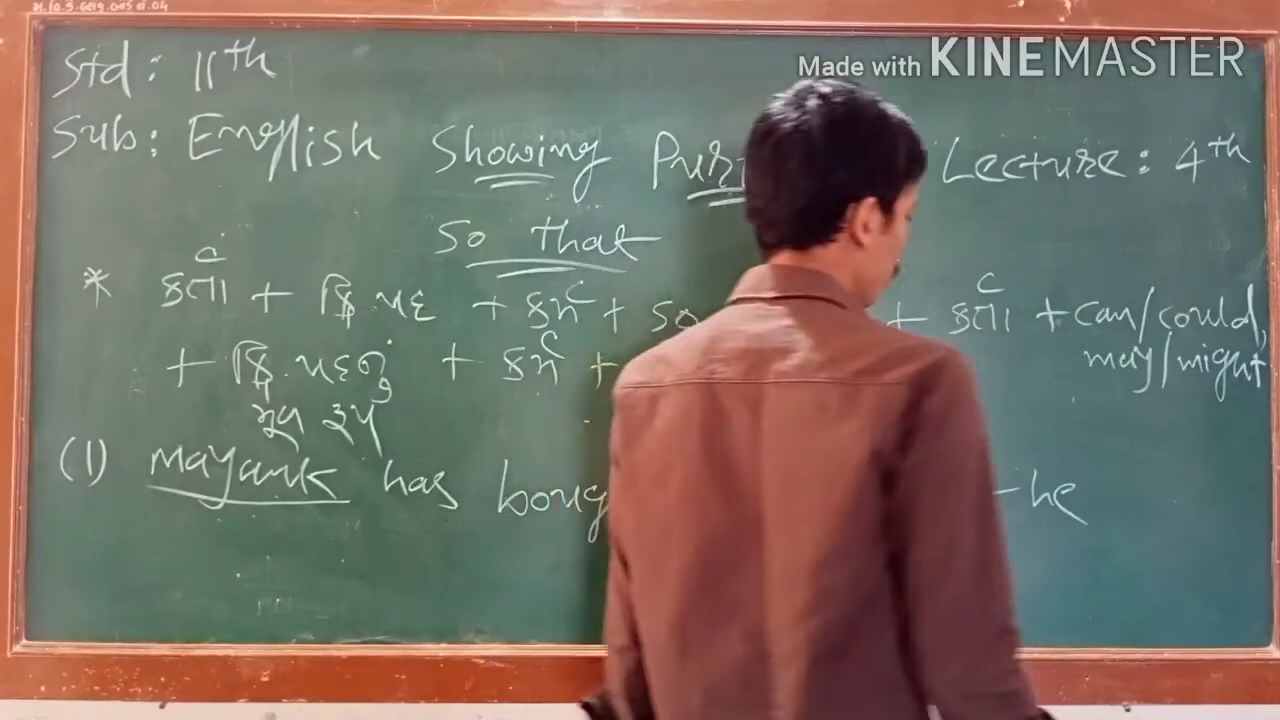 Made with KINEMASTER
Std : 11th
Sub : English Showing Lecture : 4th
So that
* કર્તા + ક્રિ.પદ + કર્મ + so + કર્તા + can/could,
may/might
+ ક્રિ.પદનું + કર્મ +
મૂળ રૂપ
(1) Mayank has he